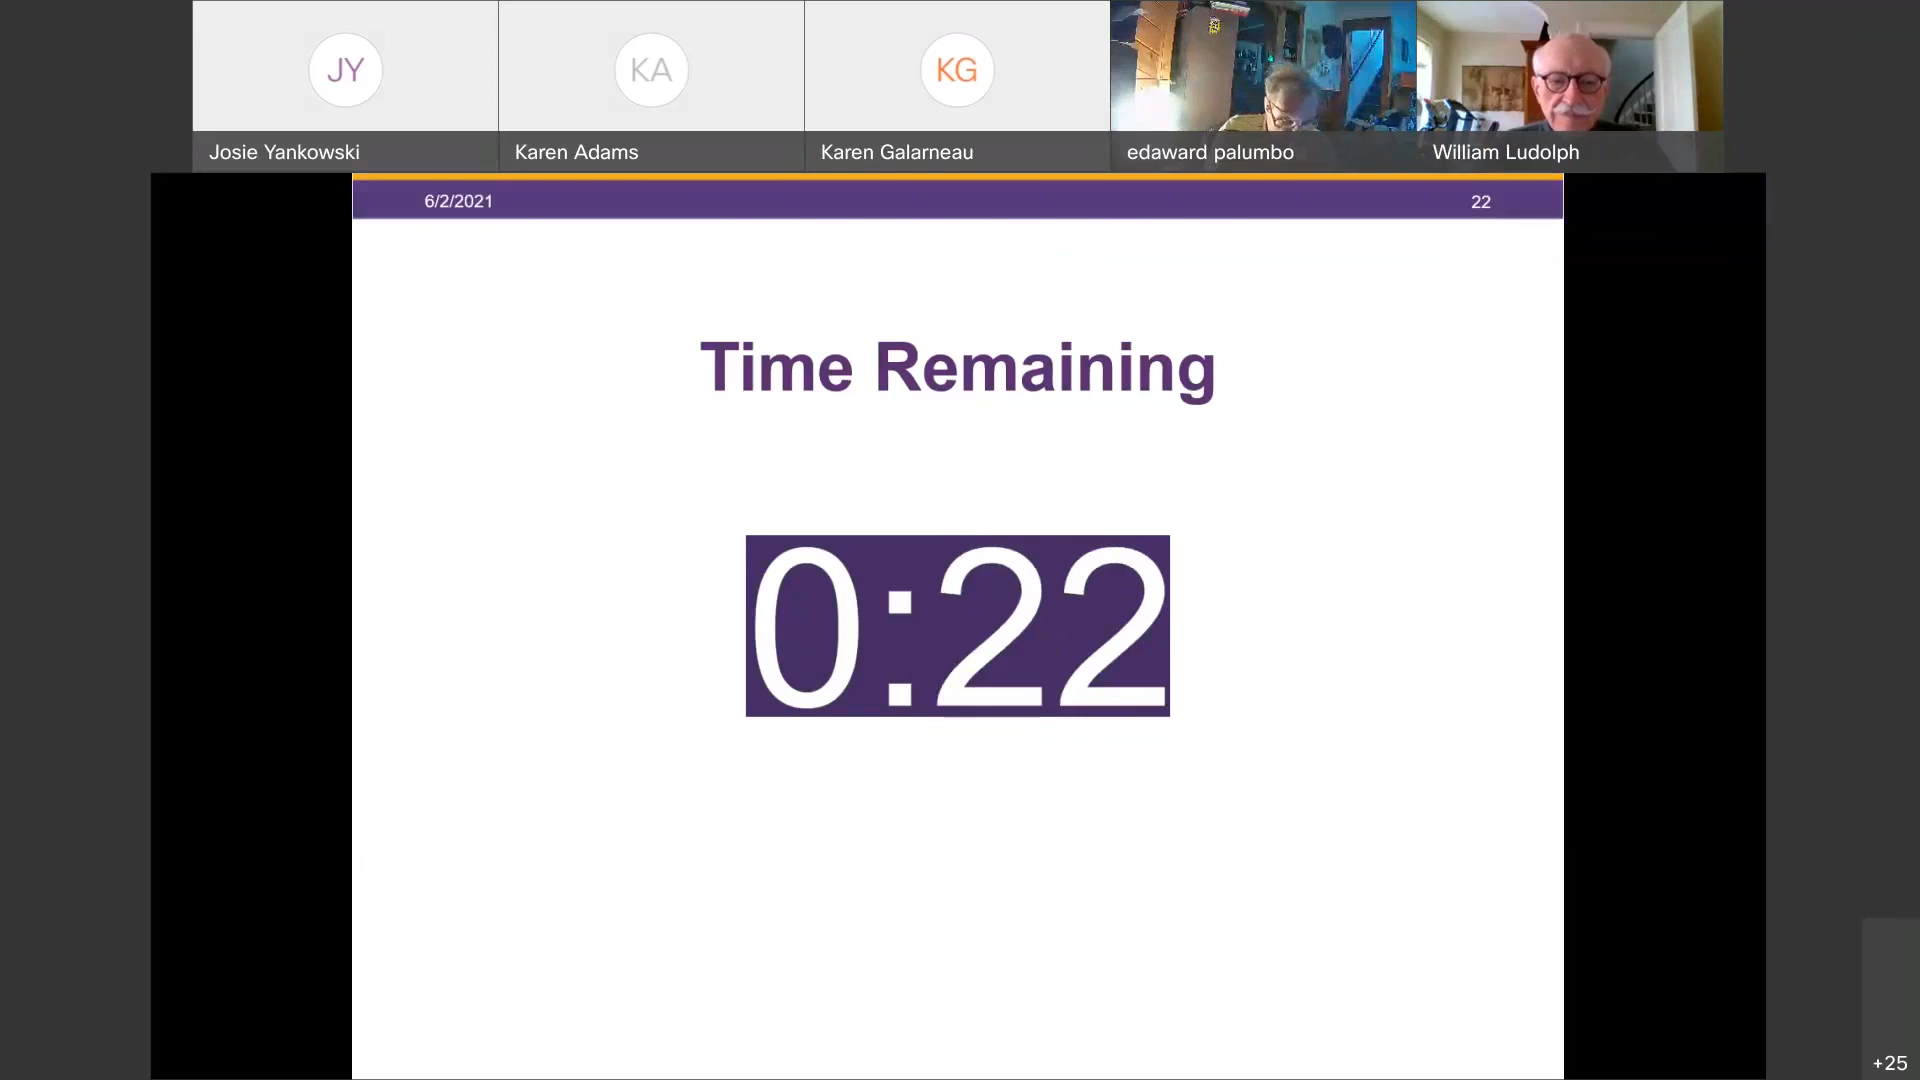 JY
KA
KG
Josie Yankowski
Karen Adams
Karen Galarneau
edaward palumbo
William Ludolph
6/2/2021
22
Time Remaining
0:22
+25